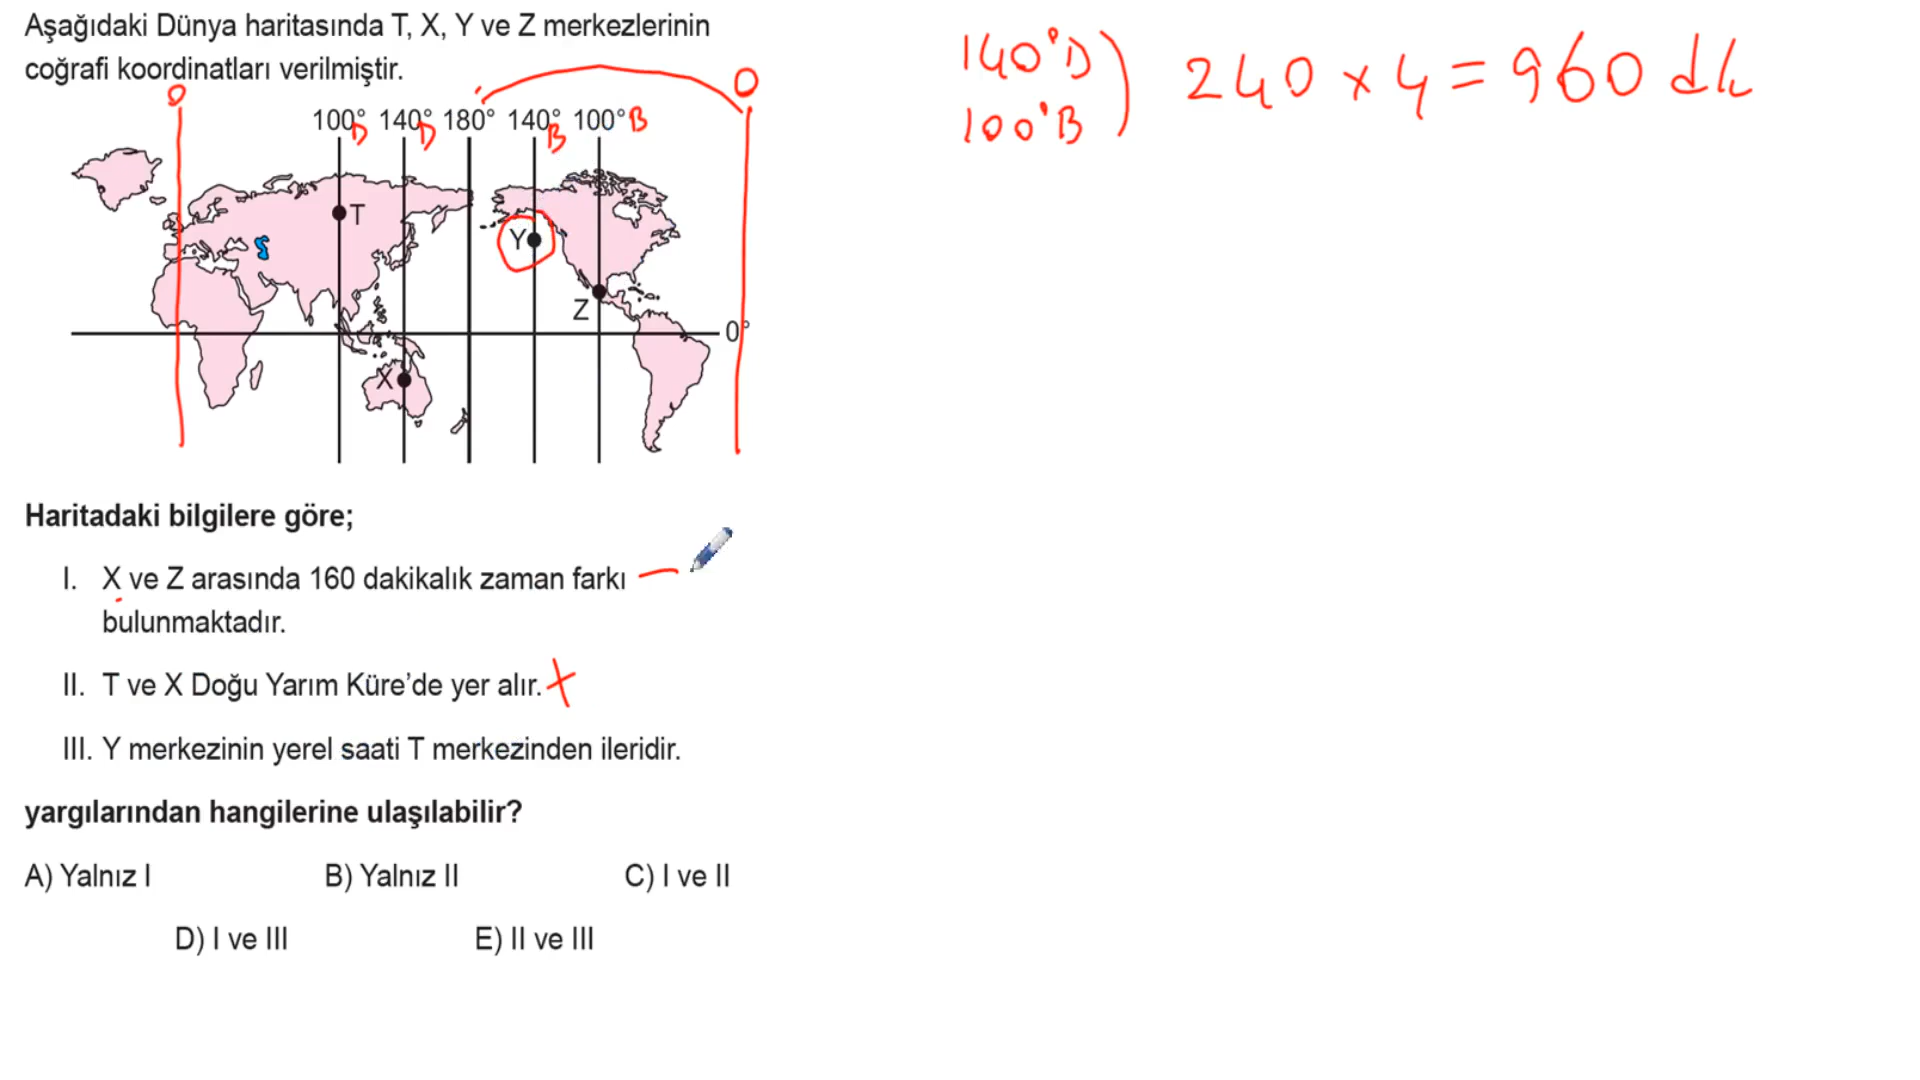 Aşağıdaki Dünya haritasında T, X, Y ve Z merkezlerinin
coğrafi koordinatları verilmiştir.
140°D
100°B
) 240 x 4 = 960 dk
0 0
100° 140° 180° 140° 100°
D D B B
T
Y
Z
0°
X
Haritadaki bilgilere göre;
I. X ve Z arasında 160 dakikalık zaman farkı
bulunmaktadır.
II. T ve X Doğu Yarım Küre’de yer alır. +
III. Y merkezinin yerel saati T merkezinden ileridir.
yargılarından hangilerine ulaşılabilir?
A) Yalnız I B) Yalnız II C) I ve II
D) I ve III E) II ve III